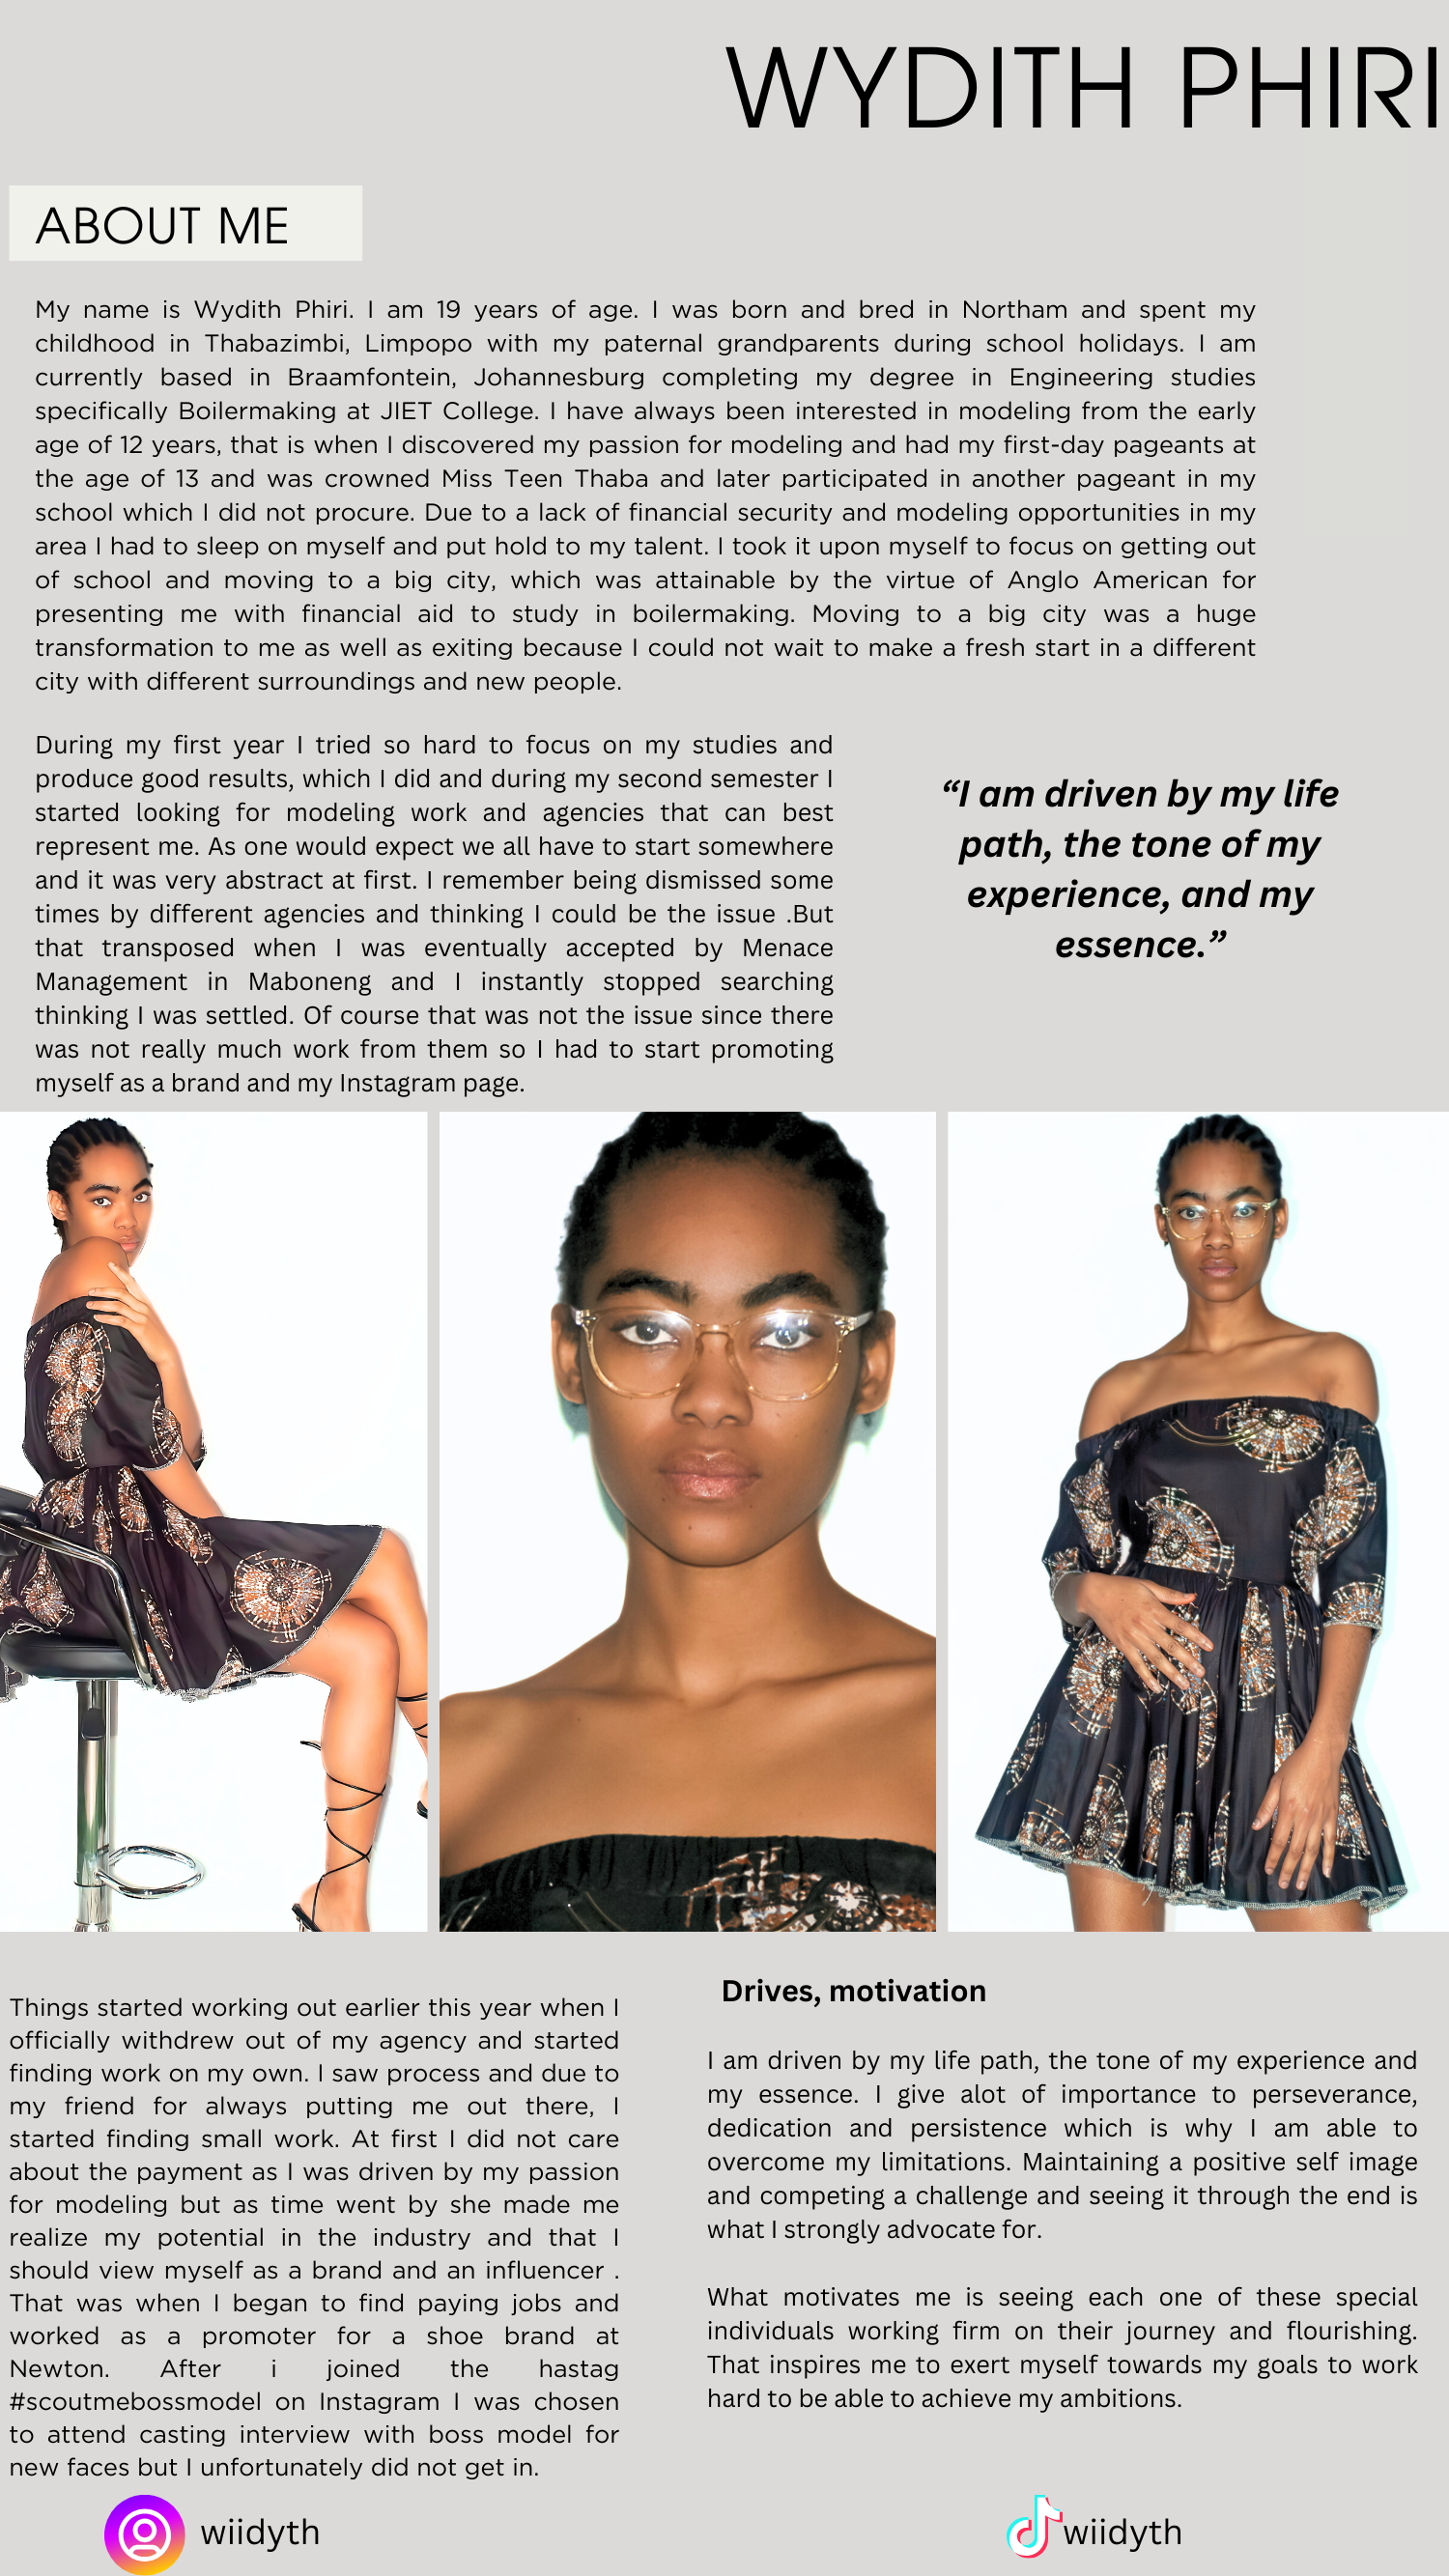 WYDITH PHIRI
ABOUT ME
My name is Wydith Phiri. I am 19 years of age. I was born and bred in Northam and spent my
childhood in Thabazimbi, Limpopo with my paternal grandparents during school holidays. I am
currently based in Braamfontein, Johannesburg completing my degree in Engineering studies
specifically Boilermaking at JIET College. I have always been interested in modeling from the early
age of 12 years, that is when I discovered my passion for modeling and had my first-day pageants at
the age of 13 and was crowned Miss Teen Thaba and later participated in another pageant in my
school which I did not procure. Due to a lack of financial security and modeling opportunities in my
area I had to sleep on myself and put hold to my talent. I took it upon myself to focus on getting out
of school and moving to a big city, which was attainable by the virtue of Anglo American for
presenting me with financial aid to study in boilermaking. Moving to a big city was a huge
transformation to me as well as exiting because I could not wait to make a fresh start in a different
city with different surroundings and new people.
During my first year I tried so hard to focus on my studies and
produce good results, which I did and during my second semester I
started looking for modeling work and agencies that can best
represent me. As one would expect we all have to start somewhere
and it was very abstract at first. I remember being dismissed some
times by different agencies and thinking I could be the issue .But
that transposed when I was eventually accepted by Menace
Management in Maboneng and I instantly stopped searching
thinking I was settled. Of course that was not the issue since there
was not really much work from them so I had to start promoting
myself as a brand and my Instagram page.
“I am driven by my life
path, the tone of my
experience, and my
essence.”
Things started working out earlier this year when I
officially withdrew out of my agency and started
finding work on my own. I saw process and due to
my friend for always putting me out there, I
started finding small work. At first I did not care
about the payment as I was driven by my passion
for modeling but as time went by she made me
realize my potential in the industry and that I
should view myself as a brand and an influencer .
That was when I began to find paying jobs and
worked as a promoter for a shoe brand at
Newton. After i joined the hastag
#scoutmebossmodel on Instagram I was chosen
to attend casting interview with boss model for
new faces but I unfortunately did not get in.
Drives, motivation
I am driven by my life path, the tone of my experience and
my essence. I give alot of importance to perseverance,
dedication and persistence which is why I am able to
overcome my limitations. Maintaining a positive self image
and competing a challenge and seeing it through the end is
what I strongly advocate for.
What motivates me is seeing each one of these special
individuals working firm on their journey and flourishing.
That inspires me to exert myself towards my goals to work
hard to be able to achieve my ambitions.
wiidyth
wiidyth